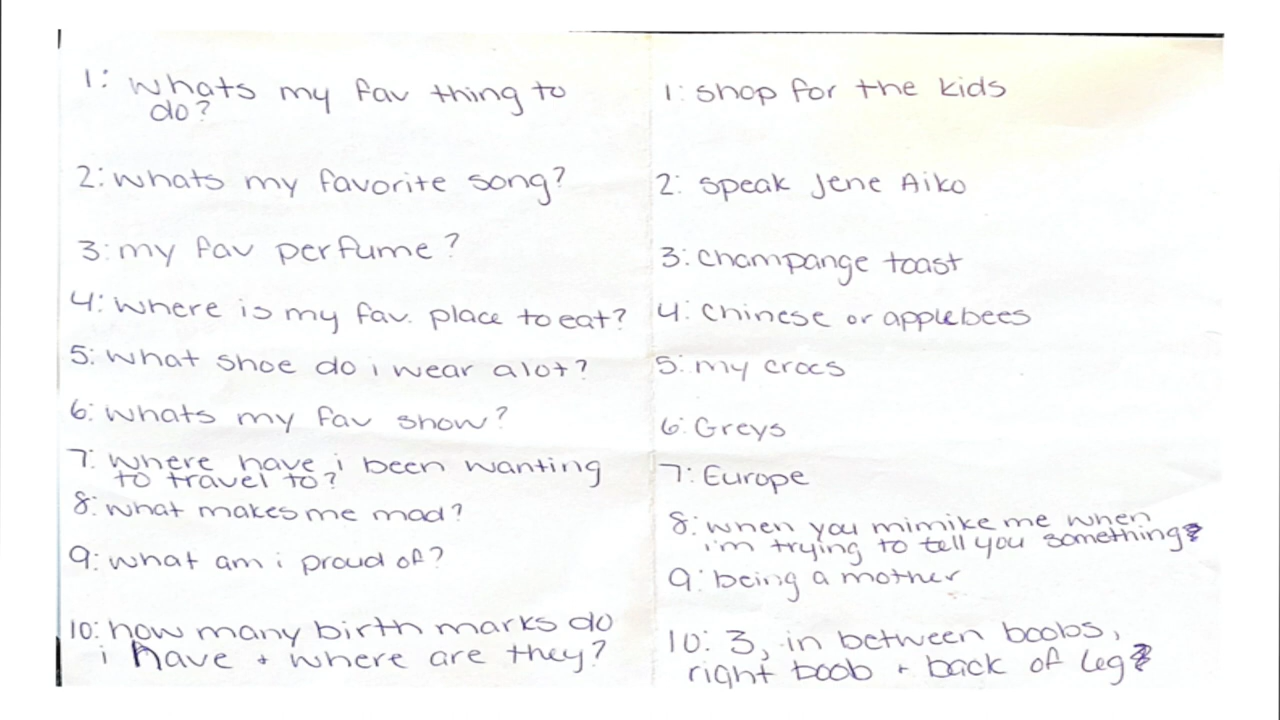 1: whats my fav thing to
do?
2: whats my favorite song?
3: my fav perfume?
4: where is my fav. place to eat?
5: what shoe do i wear alot?
6: whats my fav show?
7: where have i been wanting
to travel to?
8: what makes me mad?
9: what am i proud of?
10: how many birth marks do
i have + where are they?
1: shop for the kids
2: speak Jene Aiko
3: champange toast
4: chinese or applebees
5: my crocs
6: Greys
7: Europe
8: when you mimike me when
i'm trying to tell you something
9: being a mother
10: 3, in between boobs,
right boob + back of leg